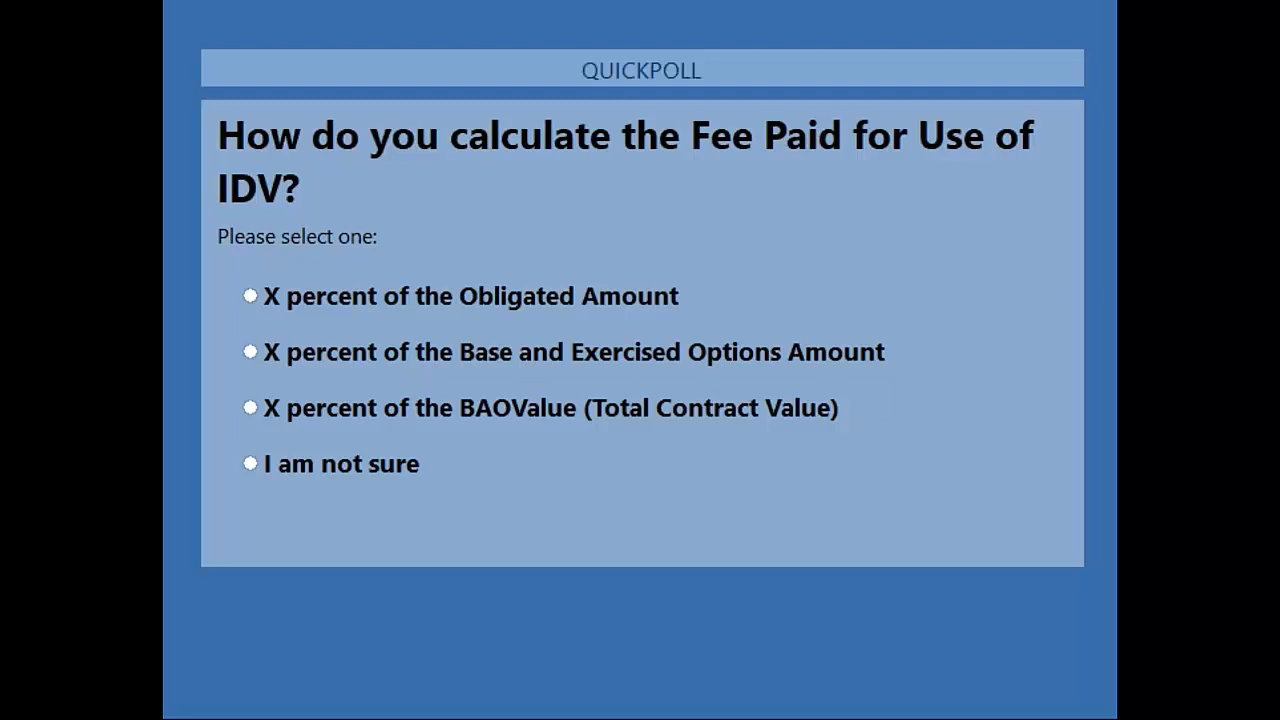 QUICKPOLL
How do you calculate the Fee Paid for Use of
IDV?
Please select one:
X percent of the Obligated Amount
X percent of the Base and Exercised Options Amount
X percent of the BAOValue (Total Contract Value)
I am not sure